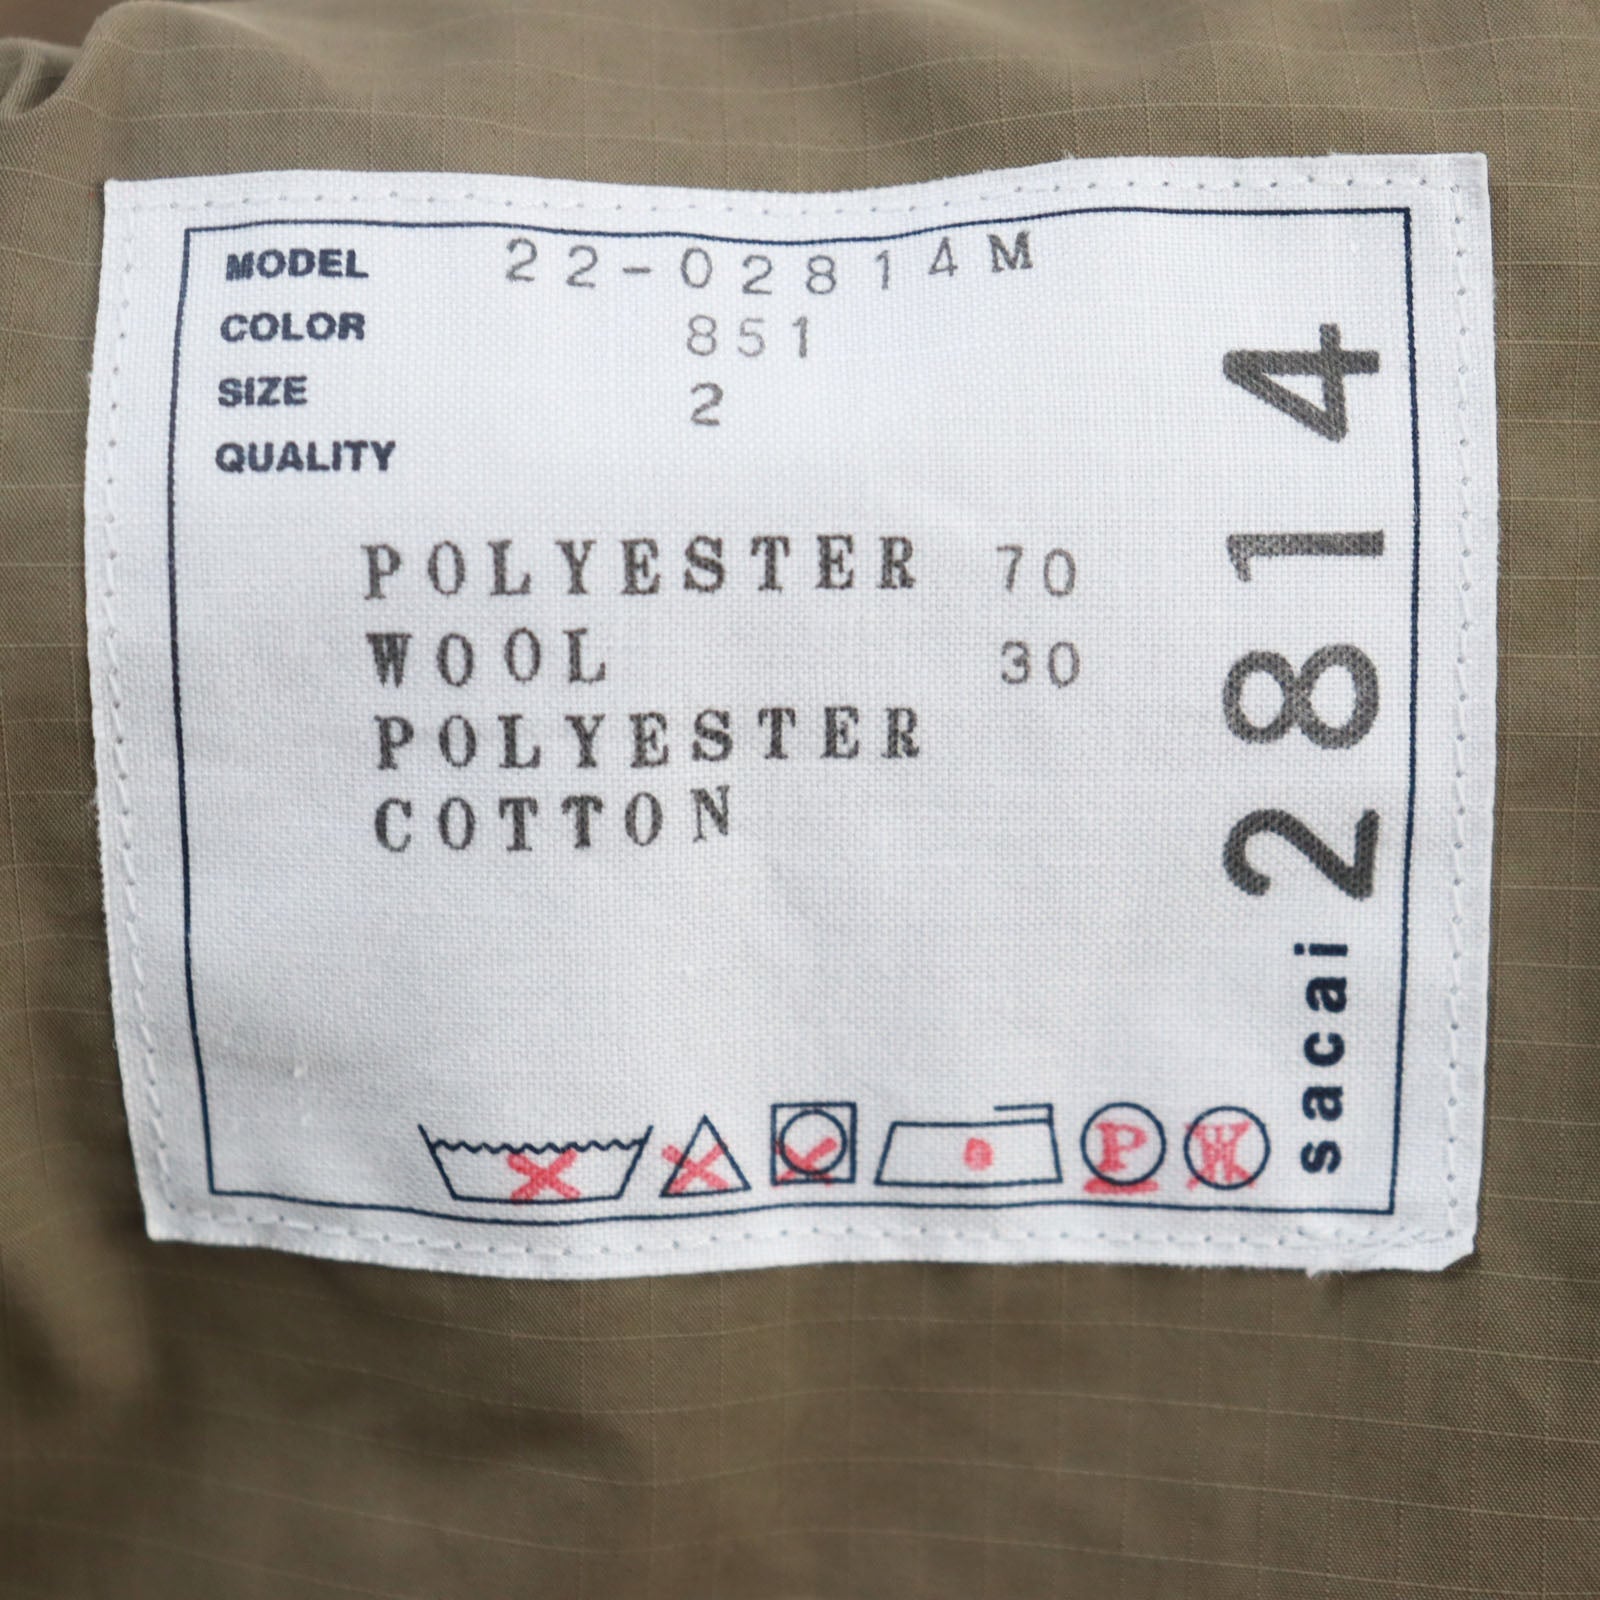 MODEL 22-02814M
COLOR 851
SIZE 2
QUALITY
POLYESTER 70
WOOL 30
POLYESTER
COTTON
P W
sacai 2814